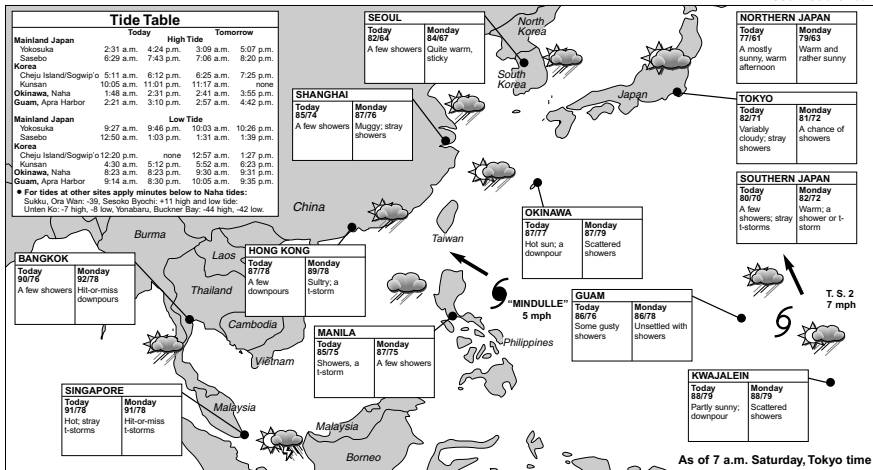 Tide Table
Today Tomorrow
Mainland Japan High Tide
Yokosuka 2:31 a.m. 4:24 p.m. 3:09 a.m. 5:07 p.m.
Sasebo 6:29 a.m. 7:43 p.m. 7:06 a.m. 8:20 p.m.
Korea
Cheju Island/Sogwip'o 5:11 a.m. 6:12 p.m. 6:25 a.m. 7:25 p.m.
Kunsan 10:05 a.m. 11:01 p.m. 11:17 a.m. none
Okinawa, Naha 1:48 a.m. 2:31 p.m. 2:41 a.m. 3:55 p.m.
Guam, Apra Harbor 2:21 a.m. 3:10 p.m. 2:57 a.m. 4:42 p.m.
Mainland Japan Low Tide
Yokosuka 9:27 a.m. 9:46 p.m. 10:03 a.m. 10:26 p.m.
Sasebo 12:50 a.m. 1:03 p.m. 1:31 a.m. 1:39 p.m.
Korea
Cheju Island/Sogwip'o 12:20 p.m. none 12:57 a.m. 1:27 p.m.
Kunsan 4:30 a.m. 5:12 p.m. 5:52 a.m. 6:23 p.m.
Okinawa, Naha 8:23 a.m. 8:23 p.m. 9:30 a.m. 9:31 p.m.
Guam, Apra Harbor 9:14 a.m. 8:30 p.m. 10:05 a.m. 9:35 p.m.
• For tides at other sites apply minutes below to Naha tides:
Sukku, Ora Wan: -39, Sesoko Byochi: +11 high and low tide:
Unten Ko: -7 high, -8 low, Yonabaru, Buckner Bay: -44 high, -42 low.
SEOUL
Today Monday
82/64 84/67
A few showers Quite warm,
sticky
North
Korea
South
Korea
Japan
NORTHERN JAPAN
Today Monday
77/61 79/63
A mostly Warm and
sunny, warm rather sunny
afternoon
SHANGHAI
Today Monday
85/74 87/76
A few showers Muggy; stray
showers
TOKYO
Today Monday
82/71 81/72
Variably A chance of
cloudy; stray showers
showers
SOUTHERN JAPAN
Today Monday
80/70 82/72
A few Warm; a
showers; stray shower or t-
t-storms storm
China
Taiwan
OKINAWA
Today Monday
87/77 87/79
Hot sun; a Scattered
downpour showers
Burma
Laos
Thailand
Cambodia
Vietnam
BANGKOK
Today Monday
90/76 92/78
A few showers Hit-or-miss
downpours
HONG KONG
Today Monday
87/78 89/78
A few Sultry; a
downpours t-storm
"MINDULLE"
5 mph
GUAM
Today Monday
86/76 86/78
Some gusty Unsettled with
showers showers
T. S. 2
7 mph
MANILA
Today Monday
85/75 87/75
Showers, a A few showers
t-storm
Philippines
KWAJALEIN
Today Monday
88/79 88/79
Partly sunny; Scattered
downpour showers
SINGAPORE
Today Monday
91/78 91/78
Hot; stray Hit-or-miss
t-storms t-storms
Malaysia
Malaysia
Borneo
As of 7 a.m. Saturday, Tokyo time